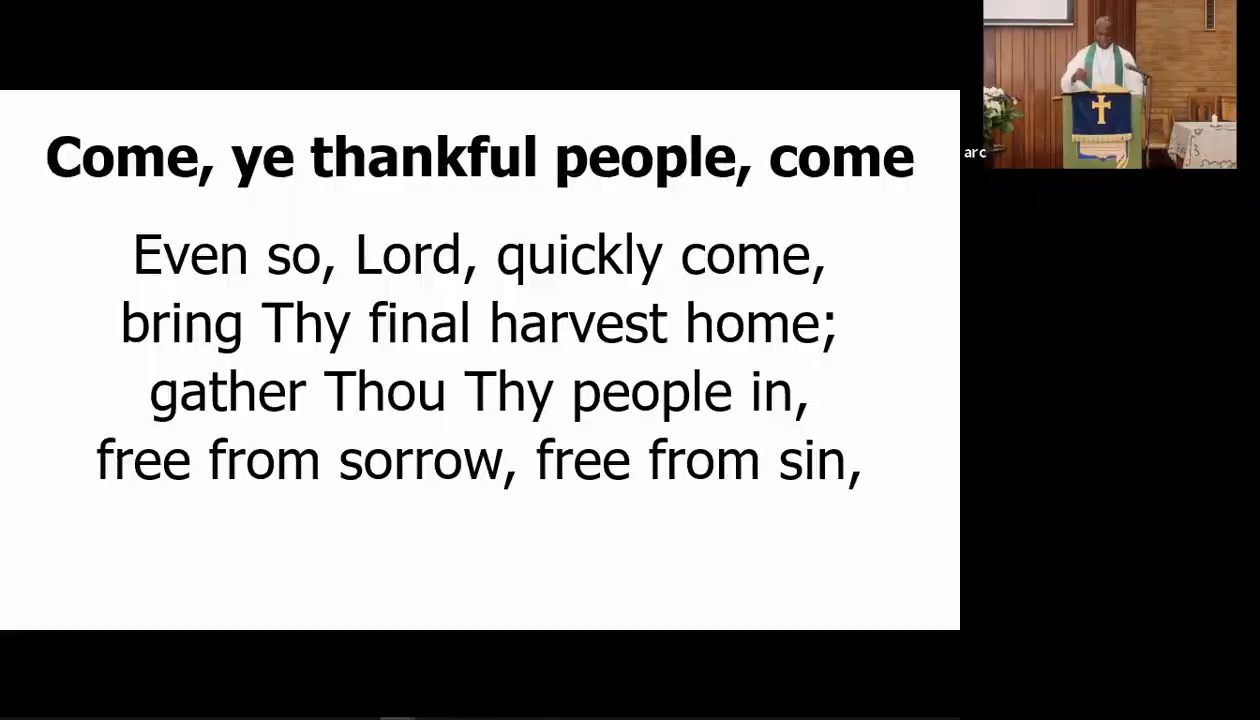 Come, ye thankful people, come
Even so, Lord, quickly come,
bring Thy final harvest home;
gather Thou Thy people in,
free from sorrow, free from sin,
arc